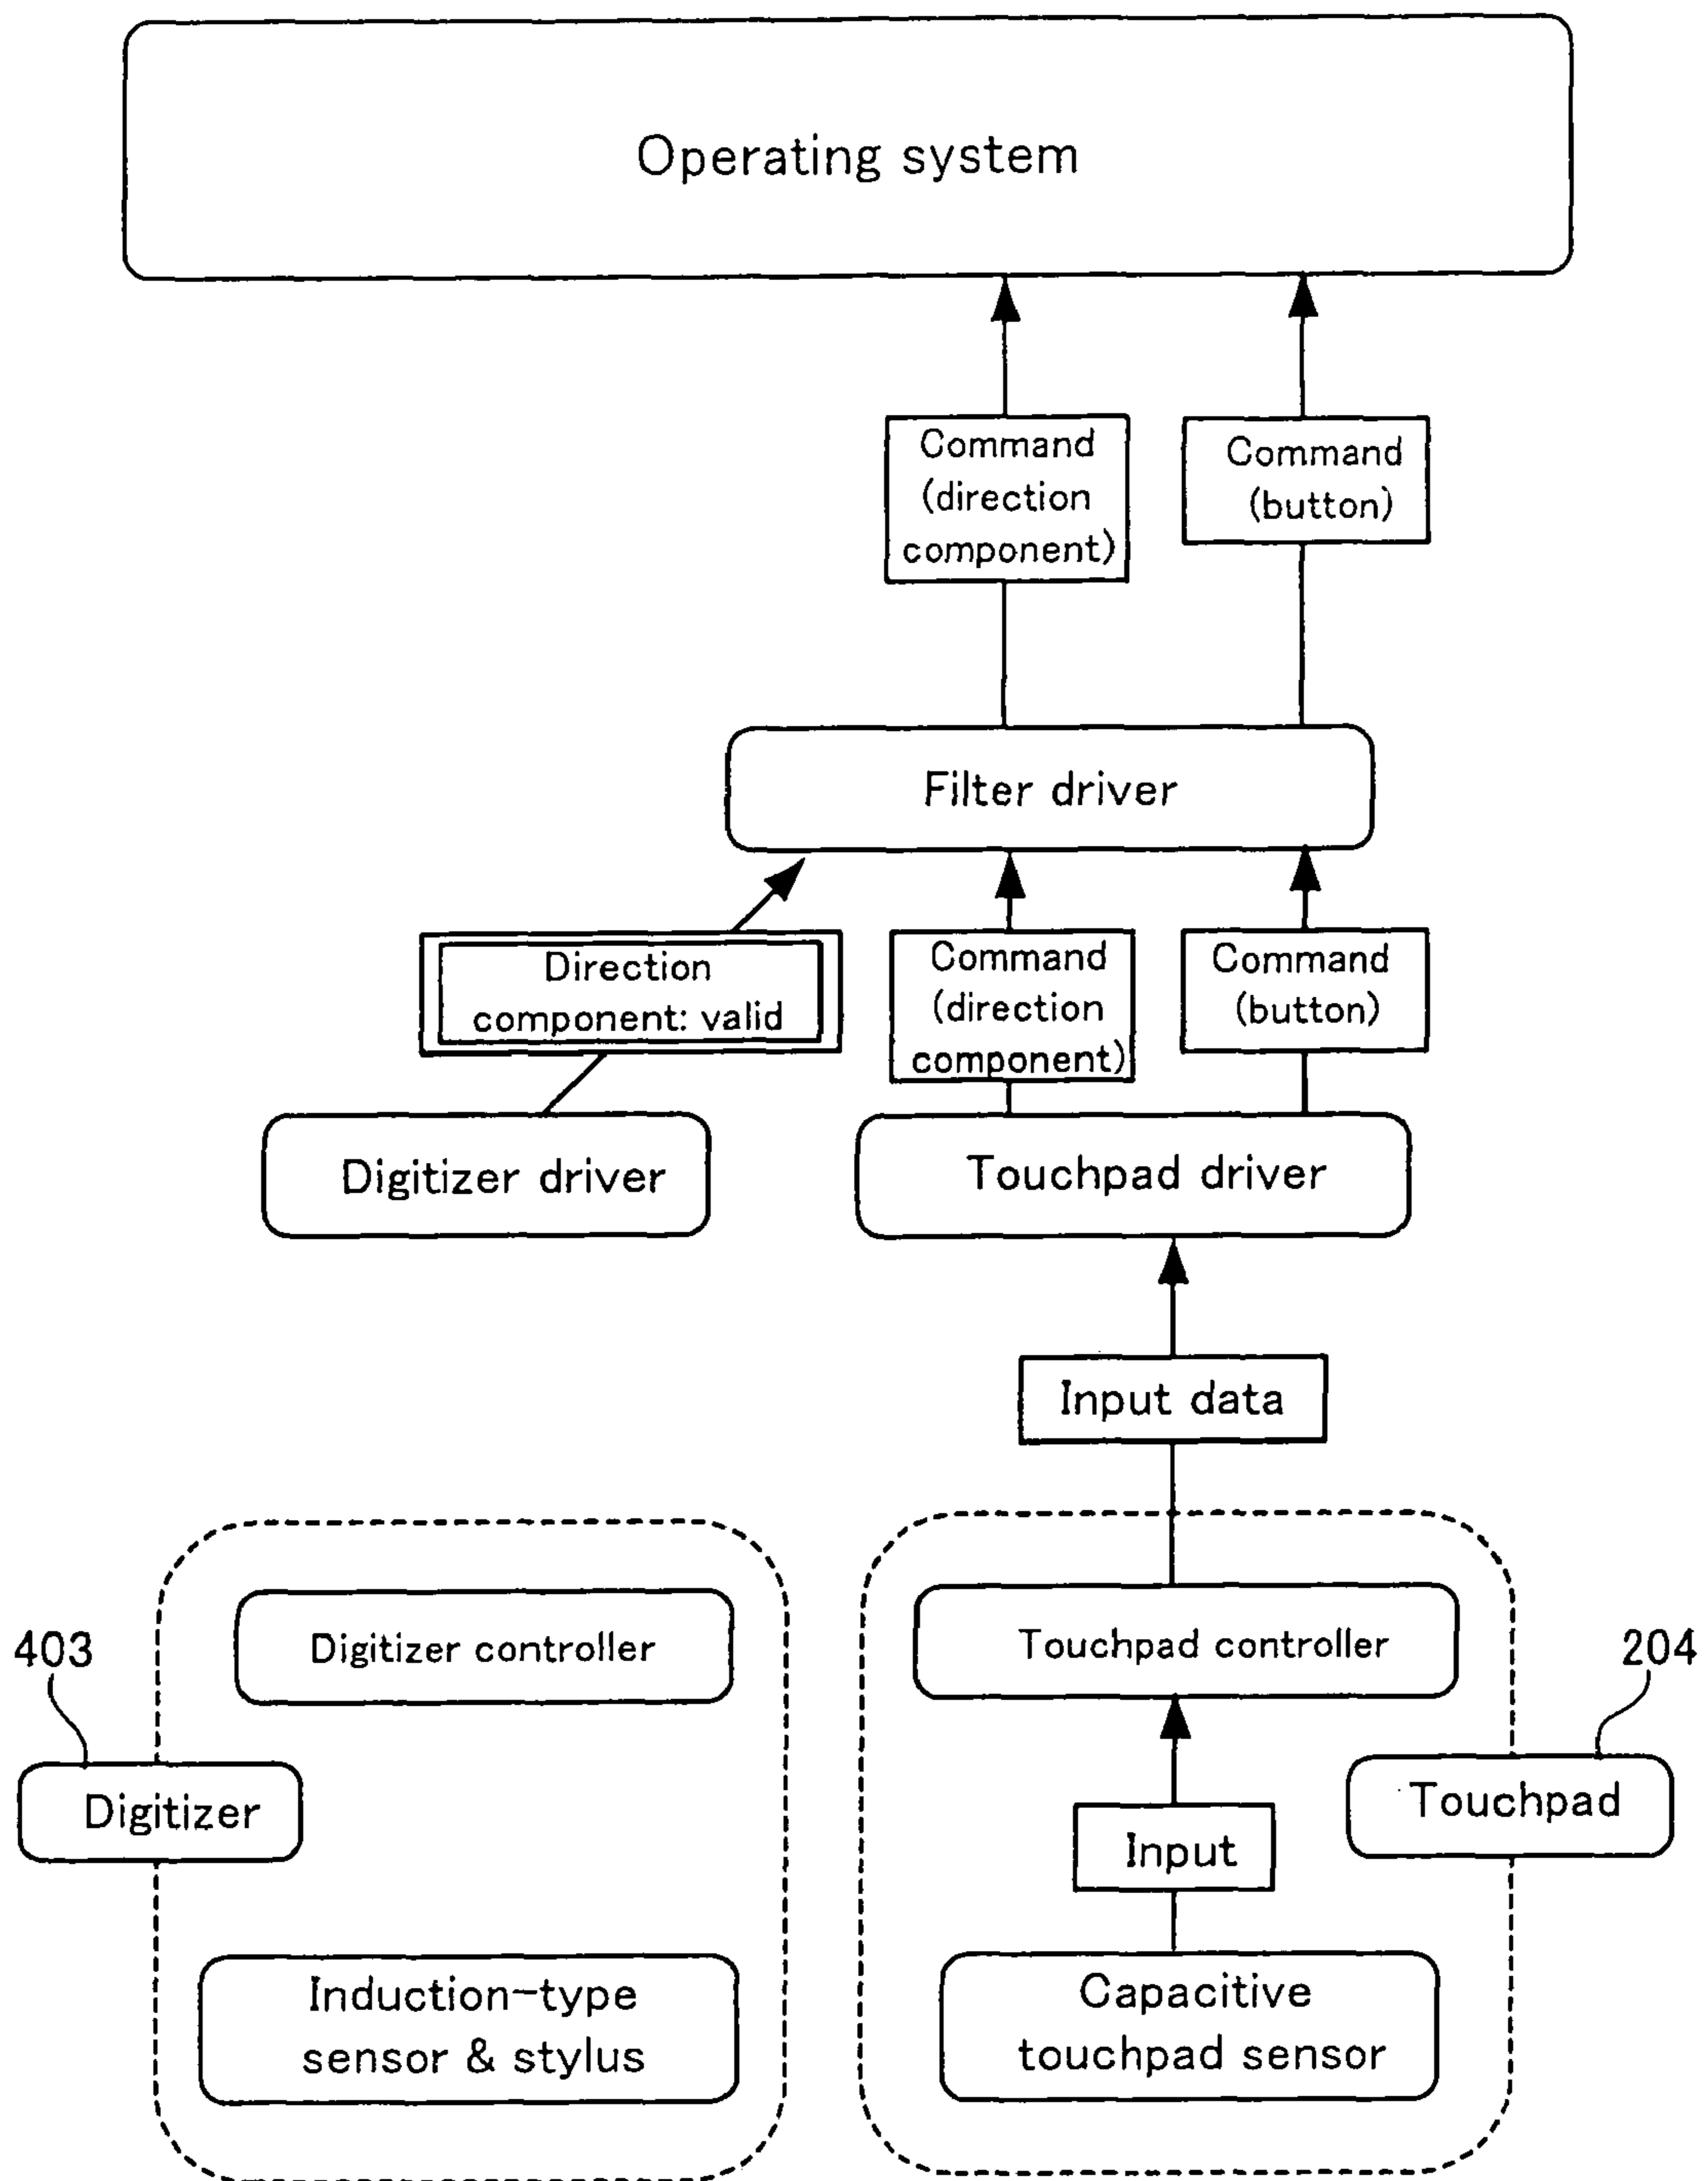 Operating system
Command
(direction
component)
Command
(button)
Filter driver
Direction
component: valid
Command
(direction
component)
Command
(button)
Digitizer driver
Touchpad driver
Input data
403
Digitizer controller
Touchpad controller
204
Digitizer
Touchpad
Input
Induction-type
sensor & stylus
Capacitive
touchpad sensor